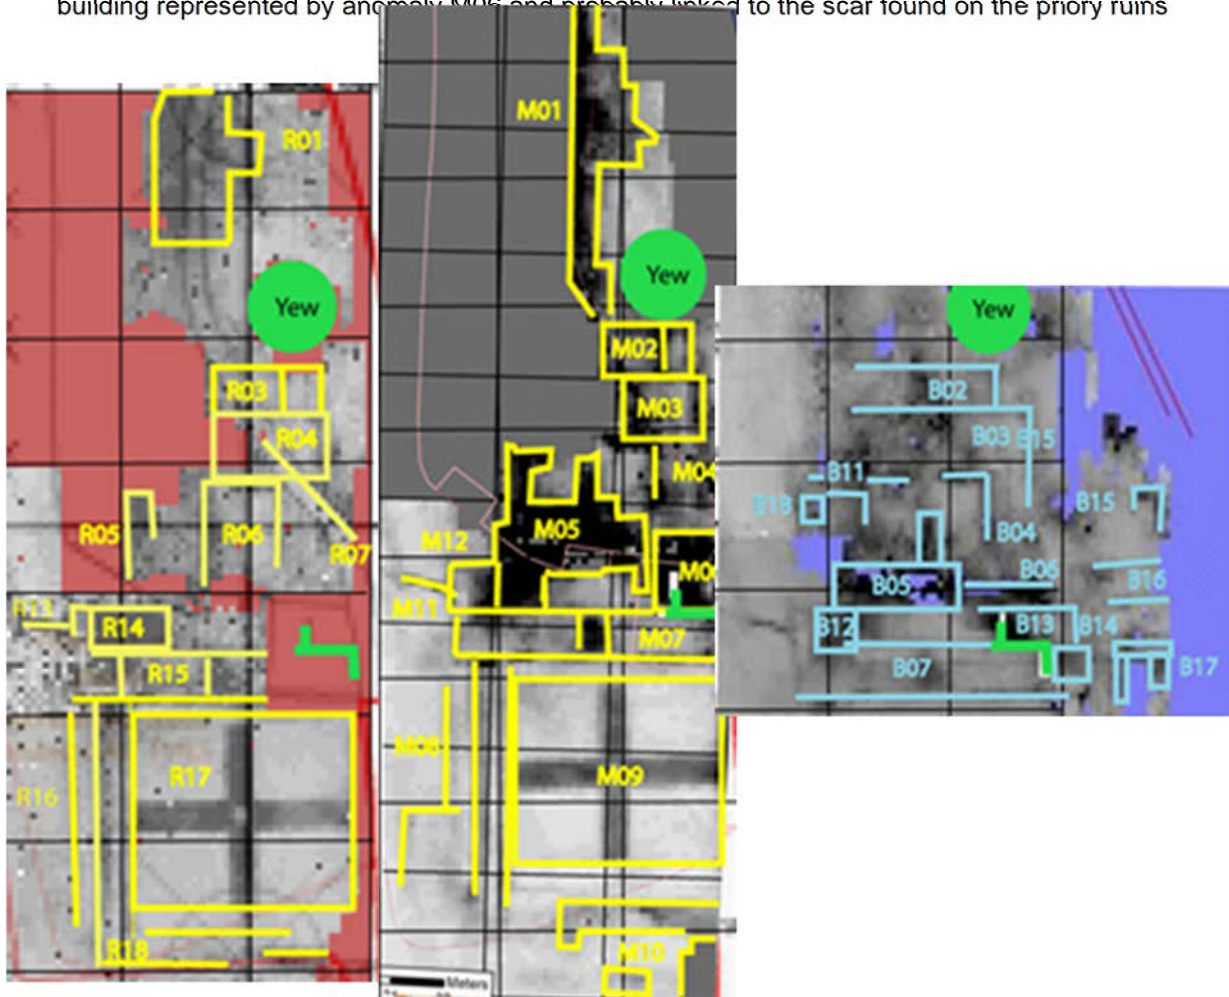 building represented by anomaly M06 and probably linked to the scar found on the priory ruins
R01
Yew
R03
R04
R05
R06
R07
R13
R14
R15
R17
R16
R18
M01
Yew
M02
M03
M04
M05
M12
M11
M07
M08
M09
M10
Meters
Yew
B02
B03
B15
B11
B18
B15
B04
B06
B16
B05
B12
B13
B14
B07
B17